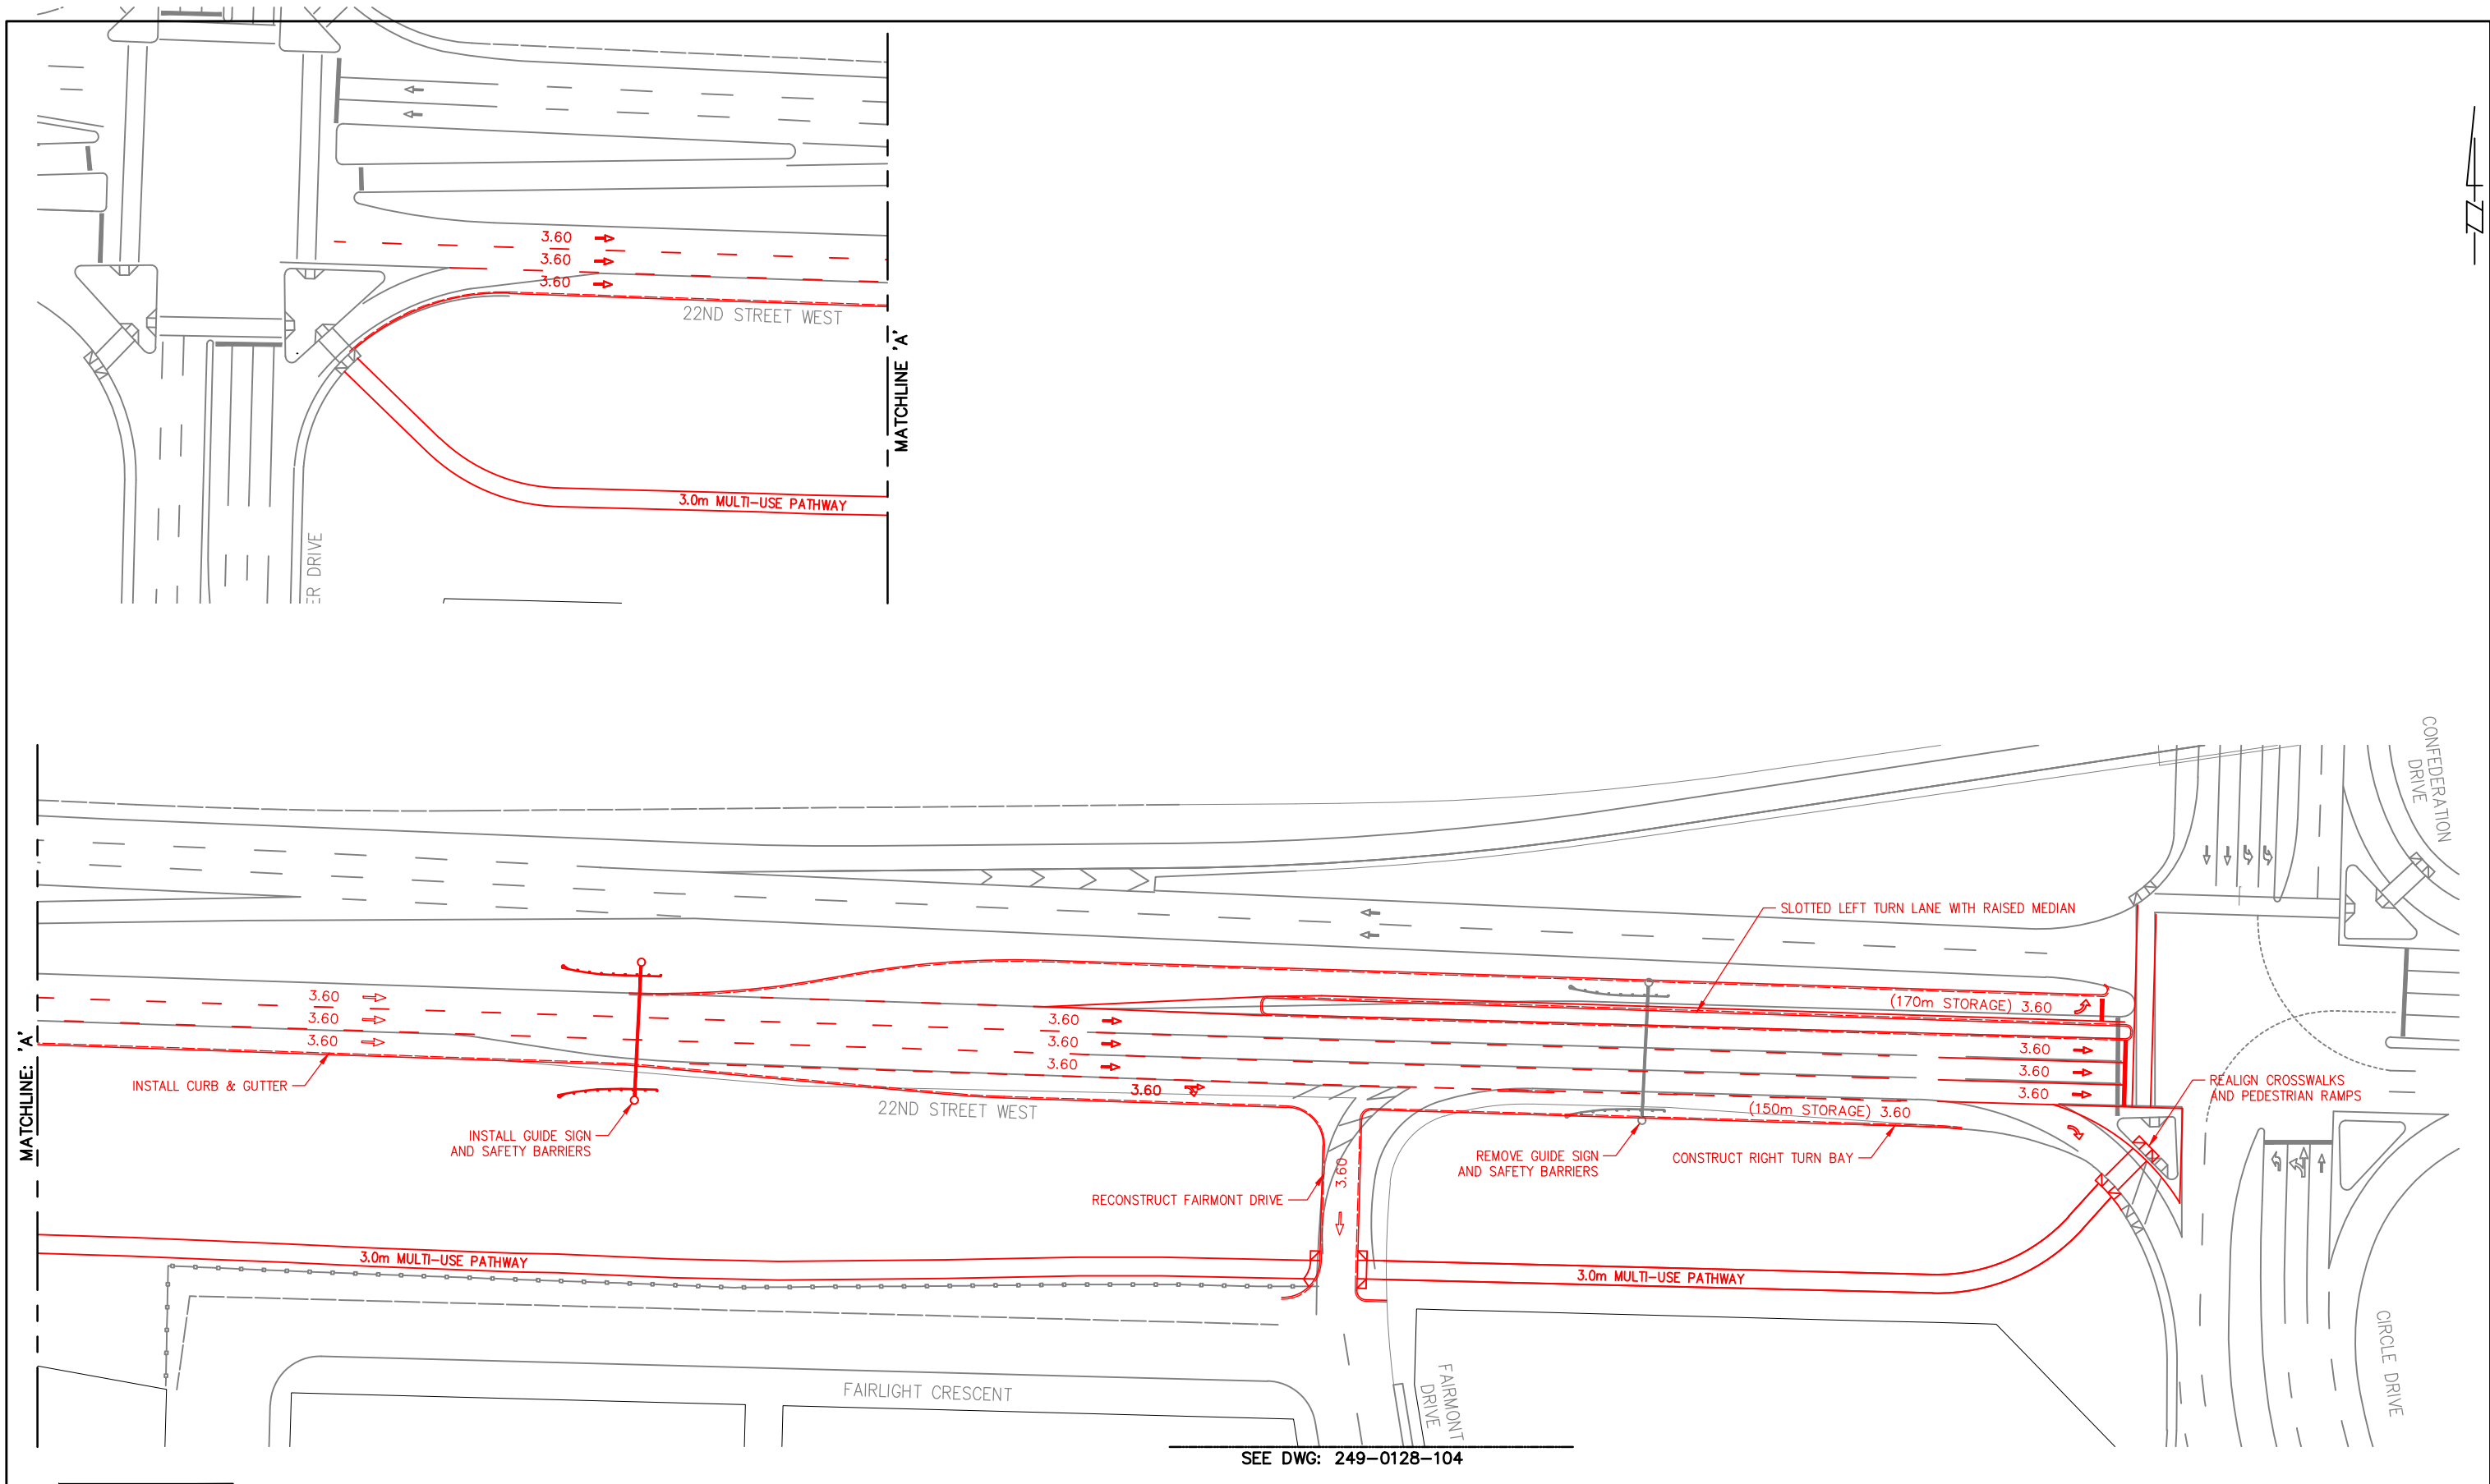 3.60
3.60
3.60
22ND STREET WEST
MATCHLINE 'A'
3.0m MULTI-USE PATHWAY
ER DRIVE
CONFEDERATION
DRIVE
SLOTTED LEFT TURN LANE WITH RAISED MEDIAN
MATCHLINE: 'A'
3.60
3.60
3.60
(170m STORAGE) 3.60
3.60
3.60
3.60
3.60
3.60
3.60
3.60
INSTALL CURB & GUTTER
22ND STREET WEST
(150m STORAGE) 3.60
REALIGN CROSSWALKS
AND PEDESTRIAN RAMPS
INSTALL GUIDE SIGN
AND SAFETY BARRIERS
REMOVE GUIDE SIGN
AND SAFETY BARRIERS
CONSTRUCT RIGHT TURN BAY
3.60
RECONSTRUCT FAIRMONT DRIVE
3.0m MULTI-USE PATHWAY
3.0m MULTI-USE PATHWAY
FAIRLIGHT CRESCENT
FAIRMONT
DRIVE
CIRCLE DRIVE
SEE DWG: 249-0128-104